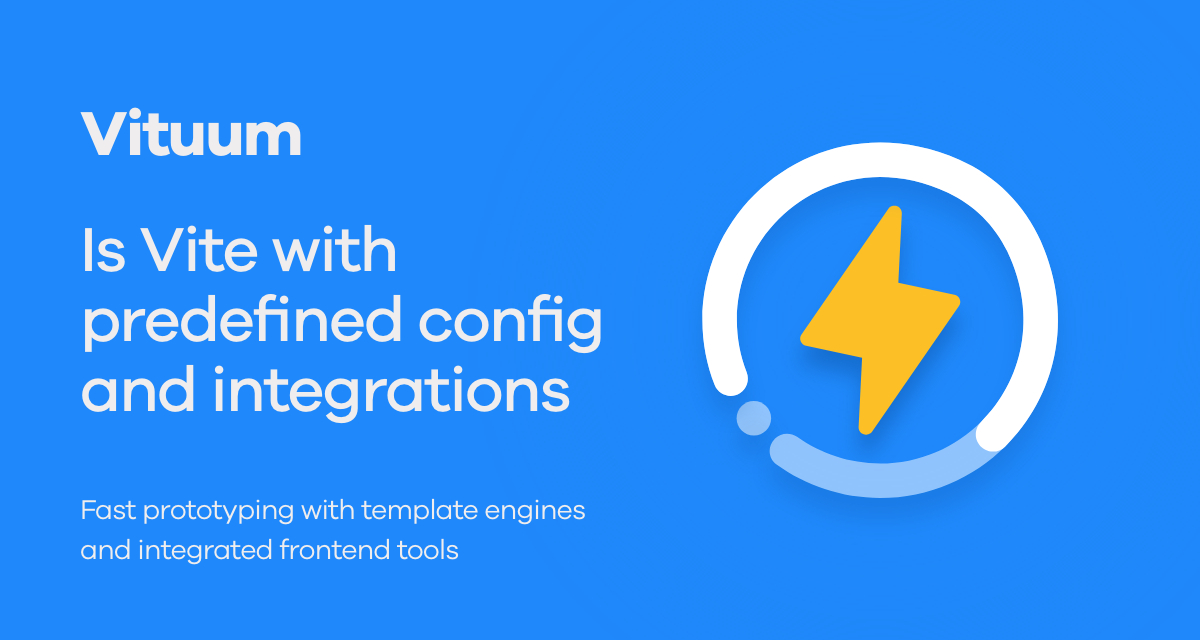 Vituum
Is Vite with
predefined config
and integrations
Fast prototyping with template engines
and integrated frontend tools